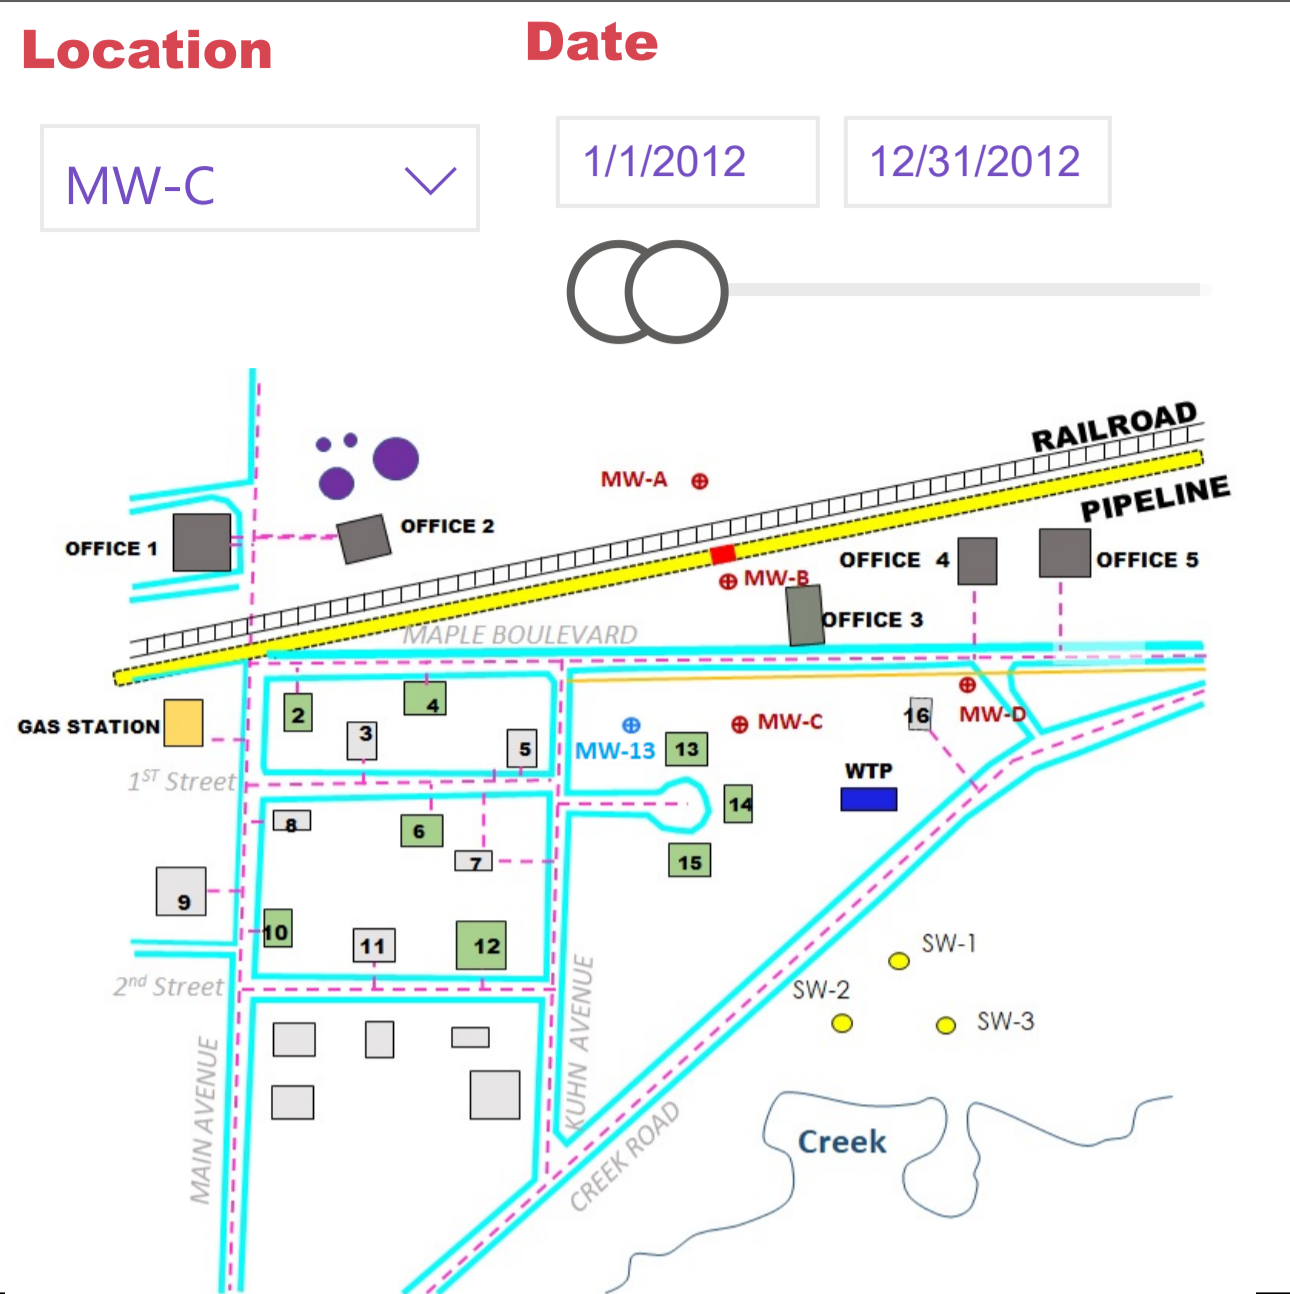 Location
Date
MW-C
1/1/2012
12/31/2012
RAILROAD
MW-A
PIPELINE
OFFICE 2
OFFICE 1
OFFICE 4
OFFICE 5
MW-B
OFFICE 3
MAPLE BOULEVARD
2
4
GAS STATION
3
5
MW-13
13
MW-C
16
MW-D
1ST Street
WTP
8
6
14
7
15
9
10
11
12
SW-1
2nd Street
SW-2
SW-3
MAIN AVENUE
KUHN AVENUE
CREEK ROAD
Creek